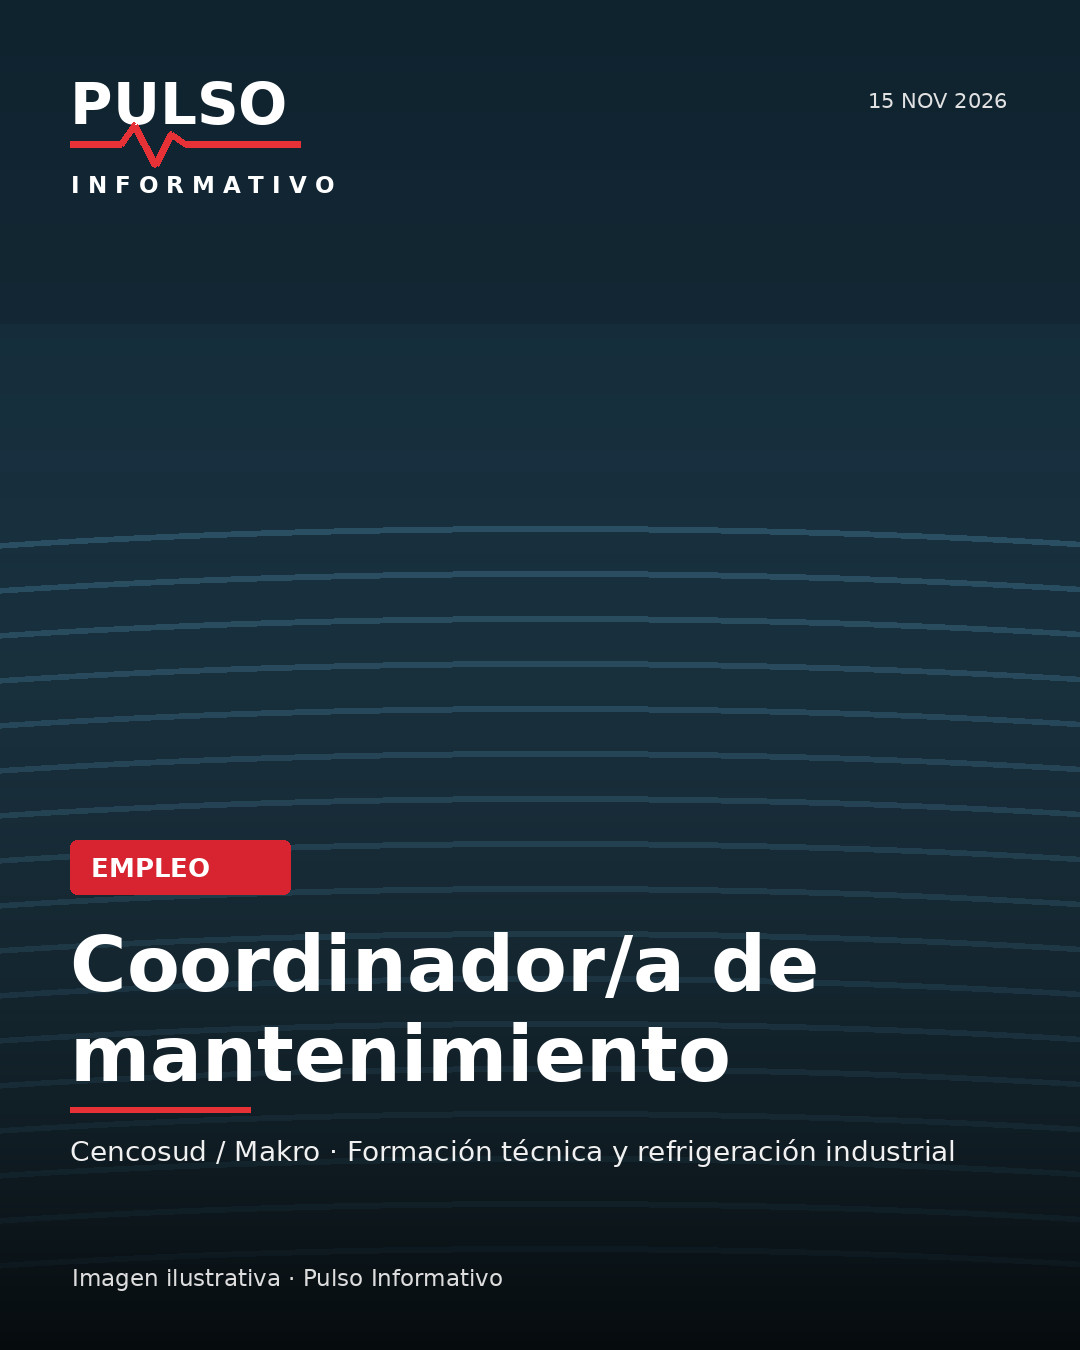 PULSO
INFORMATIVO
15 NOV 2026
EMPLEO
Coordinador/a de
mantenimiento
Cencosud / Makro · Formación técnica y refrigeración industrial
Imagen ilustrativa · Pulso Informativo